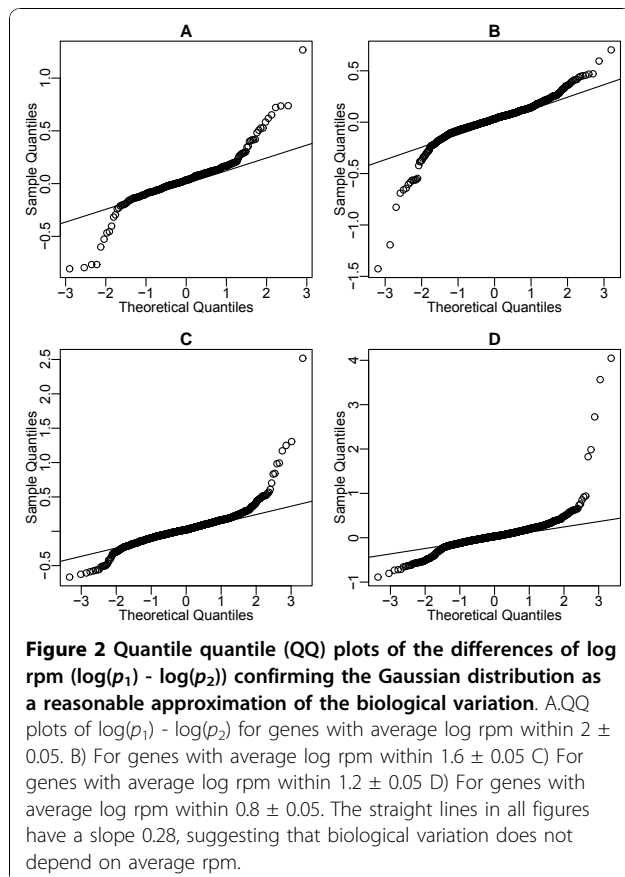 A
Sample Quantiles
−0.5 0.0 0.5 1.0
−3 −2 −1 0 1 2 3
Theoretical Quantiles
B
Sample Quantiles
−1.5 −1.0 −0.5 0.0 0.5
−3 −2 −1 0 1 2 3
Theoretical Quantiles
C
Sample Quantiles
−0.5 0.5 1.0 1.5 2.0 2.5
−3 −2 −1 0 1 2 3
Theoretical Quantiles
D
Sample Quantiles
−1 0 1 2 3 4
−3 −2 −1 0 1 2 3
Theoretical Quantiles
Figure 2 Quantile quantile (QQ) plots of the differences of log
rpm (log(p1) - log(p2)) confirming the Gaussian distribution as
a reasonable approximation of the biological variation. A.QQ
plots of log(p1) - log(p2) for genes with average log rpm within 2 ±
0.05. B) For genes with average log rpm within 1.6 ± 0.05 C) For
genes with average log rpm within 1.2 ± 0.05 D) For genes with
average log rpm within 0.8 ± 0.05. The straight lines in all figures
have a slope 0.28, suggesting that biological variation does not
depend on average rpm.